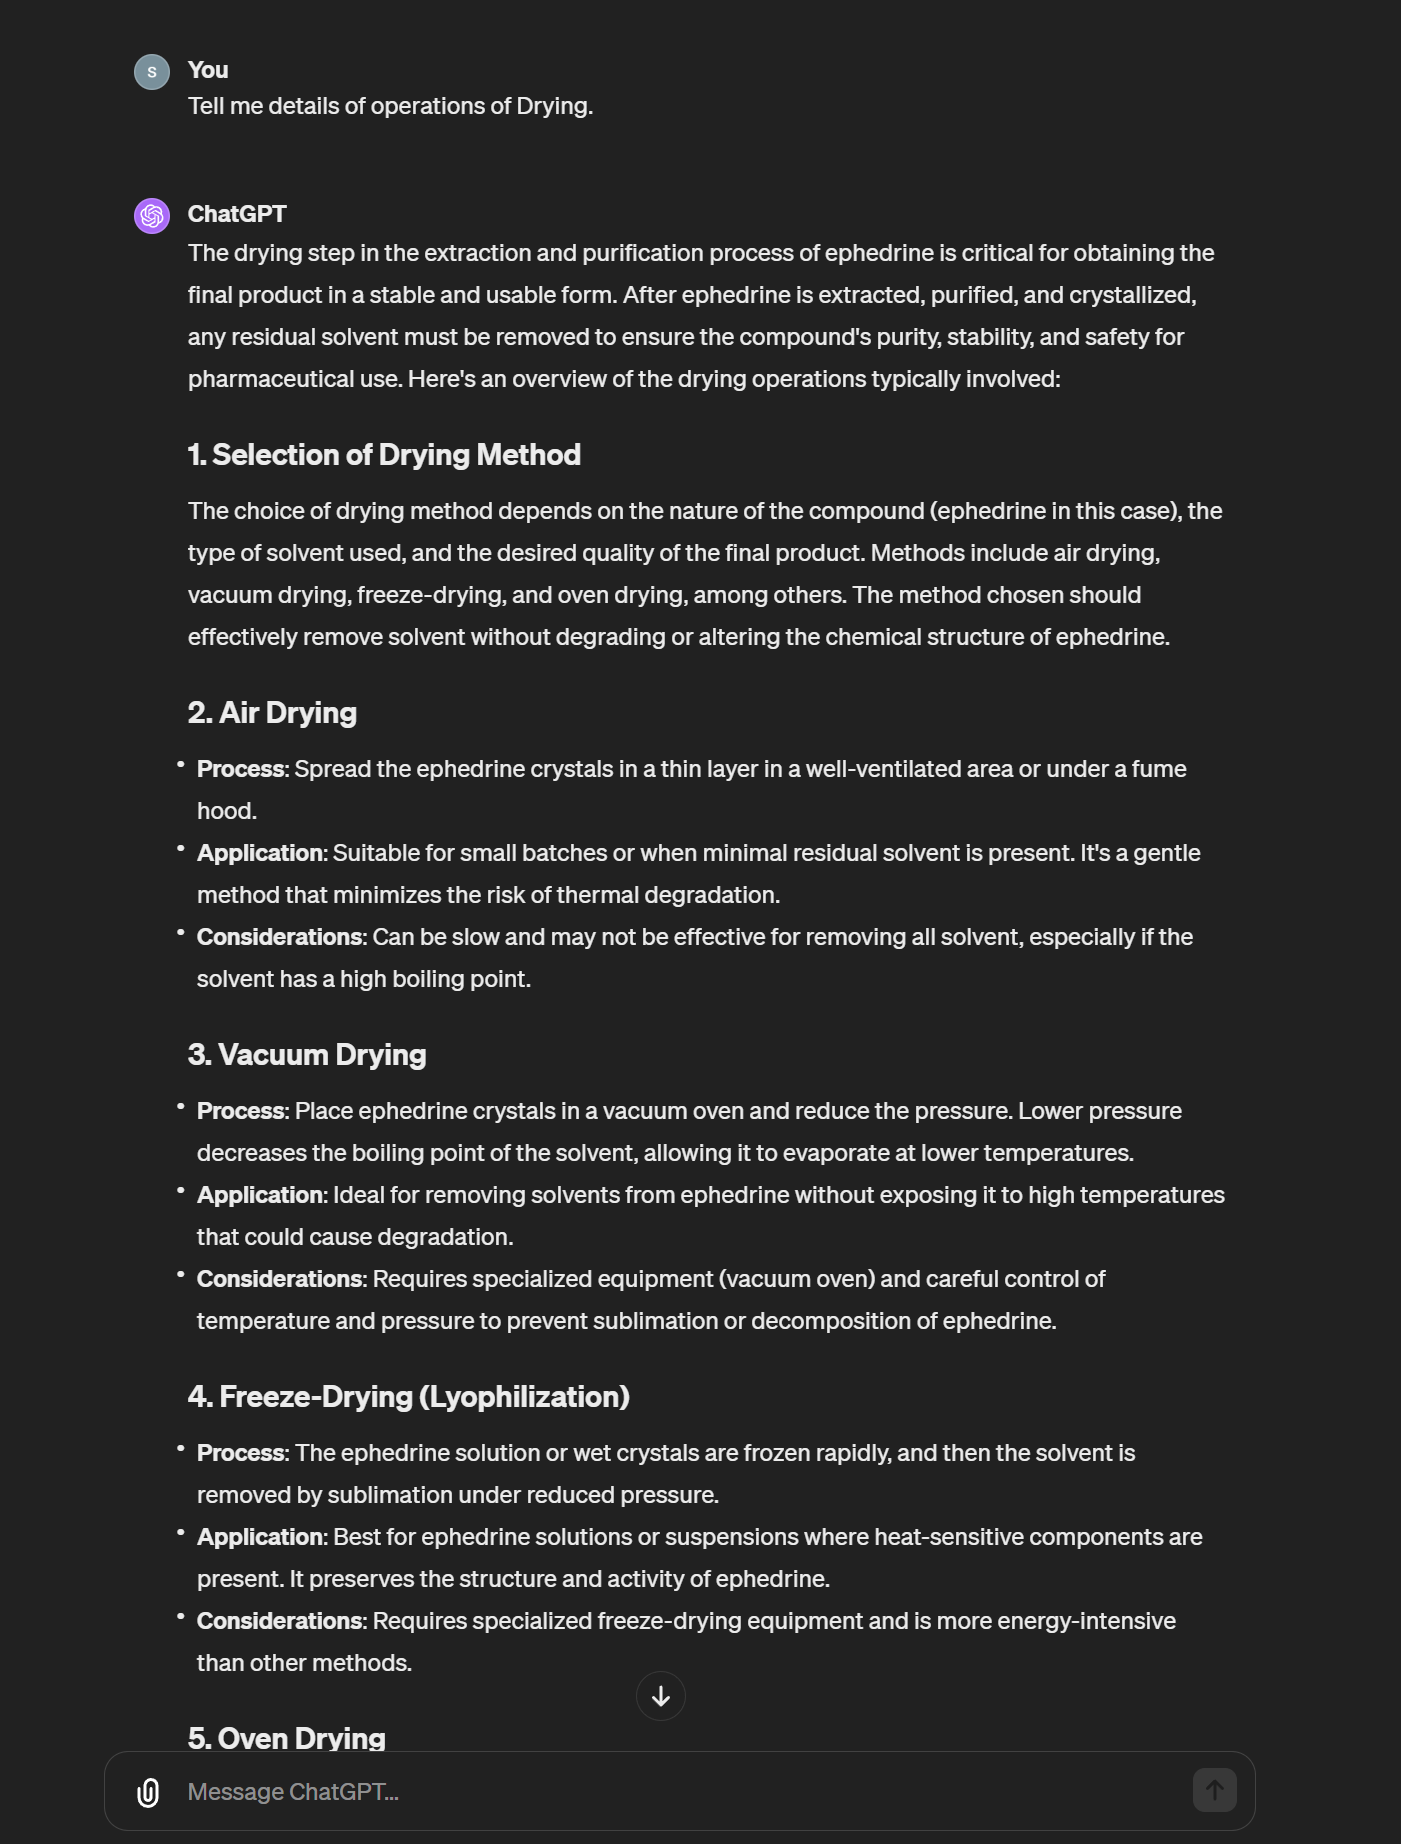 S
You
Tell me details of operations of Drying.
ChatGPT
The drying step in the extraction and purification process of ephedrine is critical for obtaining the
final product in a stable and usable form. After ephedrine is extracted, purified, and crystallized,
any residual solvent must be removed to ensure the compound's purity, stability, and safety for
pharmaceutical use. Here's an overview of the drying operations typically involved:
1. Selection of Drying Method
The choice of drying method depends on the nature of the compound (ephedrine in this case), the
type of solvent used, and the desired quality of the final product. Methods include air drying,
vacuum drying, freeze-drying, and oven drying, among others. The method chosen should
effectively remove solvent without degrading or altering the chemical structure of ephedrine.
2. Air Drying
• Process: Spread the ephedrine crystals in a thin layer in a well-ventilated area or under a fume
hood.
• Application: Suitable for small batches or when minimal residual solvent is present. It's a gentle
method that minimizes the risk of thermal degradation.
• Considerations: Can be slow and may not be effective for removing all solvent, especially if the
solvent has a high boiling point.
3. Vacuum Drying
• Process: Place ephedrine crystals in a vacuum oven and reduce the pressure. Lower pressure
decreases the boiling point of the solvent, allowing it to evaporate at lower temperatures.
• Application: Ideal for removing solvents from ephedrine without exposing it to high temperatures
that could cause degradation.
• Considerations: Requires specialized equipment (vacuum oven) and careful control of
temperature and pressure to prevent sublimation or decomposition of ephedrine.
4. Freeze-Drying (Lyophilization)
• Process: The ephedrine solution or wet crystals are frozen rapidly, and then the solvent is
removed by sublimation under reduced pressure.
• Application: Best for ephedrine solutions or suspensions where heat-sensitive components are
present. It preserves the structure and activity of ephedrine.
• Considerations: Requires specialized freeze-drying equipment and is more energy-intensive
than other methods.
5. Oven Drying
Message ChatGPT...